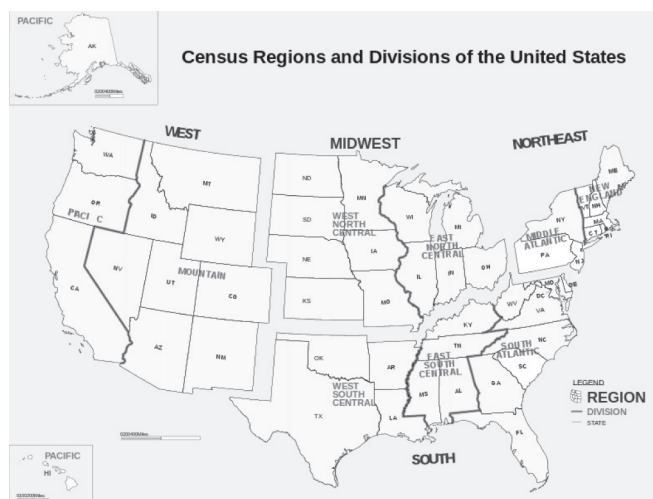 PACIFIC
AK
Census Regions and Divisions of the United States
WEST
MIDWEST
NORTHEAST
WA
MT
ND
MN
ME
OR
ID
SD
WI
MI
NEW
ENGLAND
VT NH
NY
MA
PACI C
WEST
NORTH
CENTRAL
EAST
NORTH
CENTRAL
MIDDLE
ATLANTIC
CT
RI
WY
NE
IA
PA
NJ
MOUNTAIN
NV
UT
CO
IL
IN
OH
CA
KS
MO
WV
MD
DE
DC
VA
KY
AZ
NM
OK
AR
TN
NC
EAST
SOUTH
CENTRAL
SOUTH
ATLANTIC
SC
WEST
SOUTH
CENTRAL
MS
AL
GA
TX
LA
FL
LEGEND
REGION
DIVISION
STATE
PACIFIC
HI
SOUTH